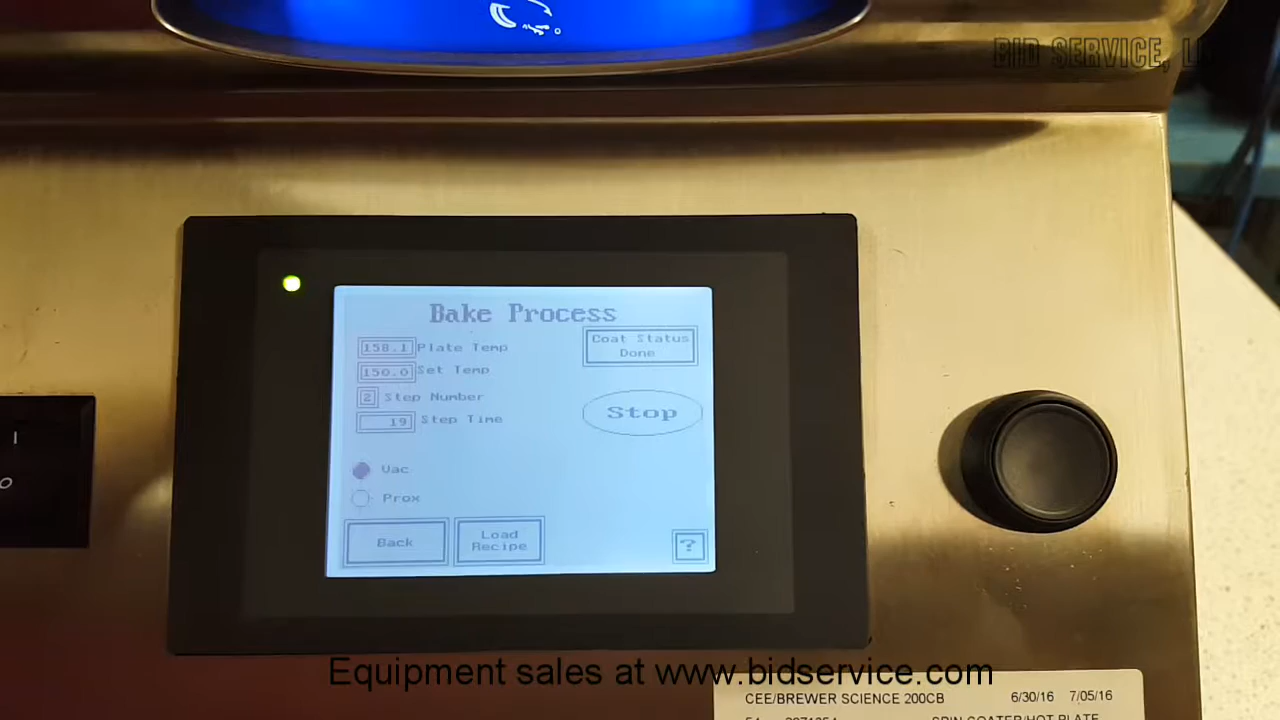 BID SERVICE, LLC
Bake Process
158.1 Plate Temp
Coat Status
Done
150.0 Set Temp
2 Step Number
19 Step Time
Stop
Vac
Prox
Back
Load
Recipe
?
I
O
Equipment sales at www.bidservice.com
CEE/BREWER SCIENCE 200CB 6/30/16 7/05/16
SPIN COATER/HOT PLATE